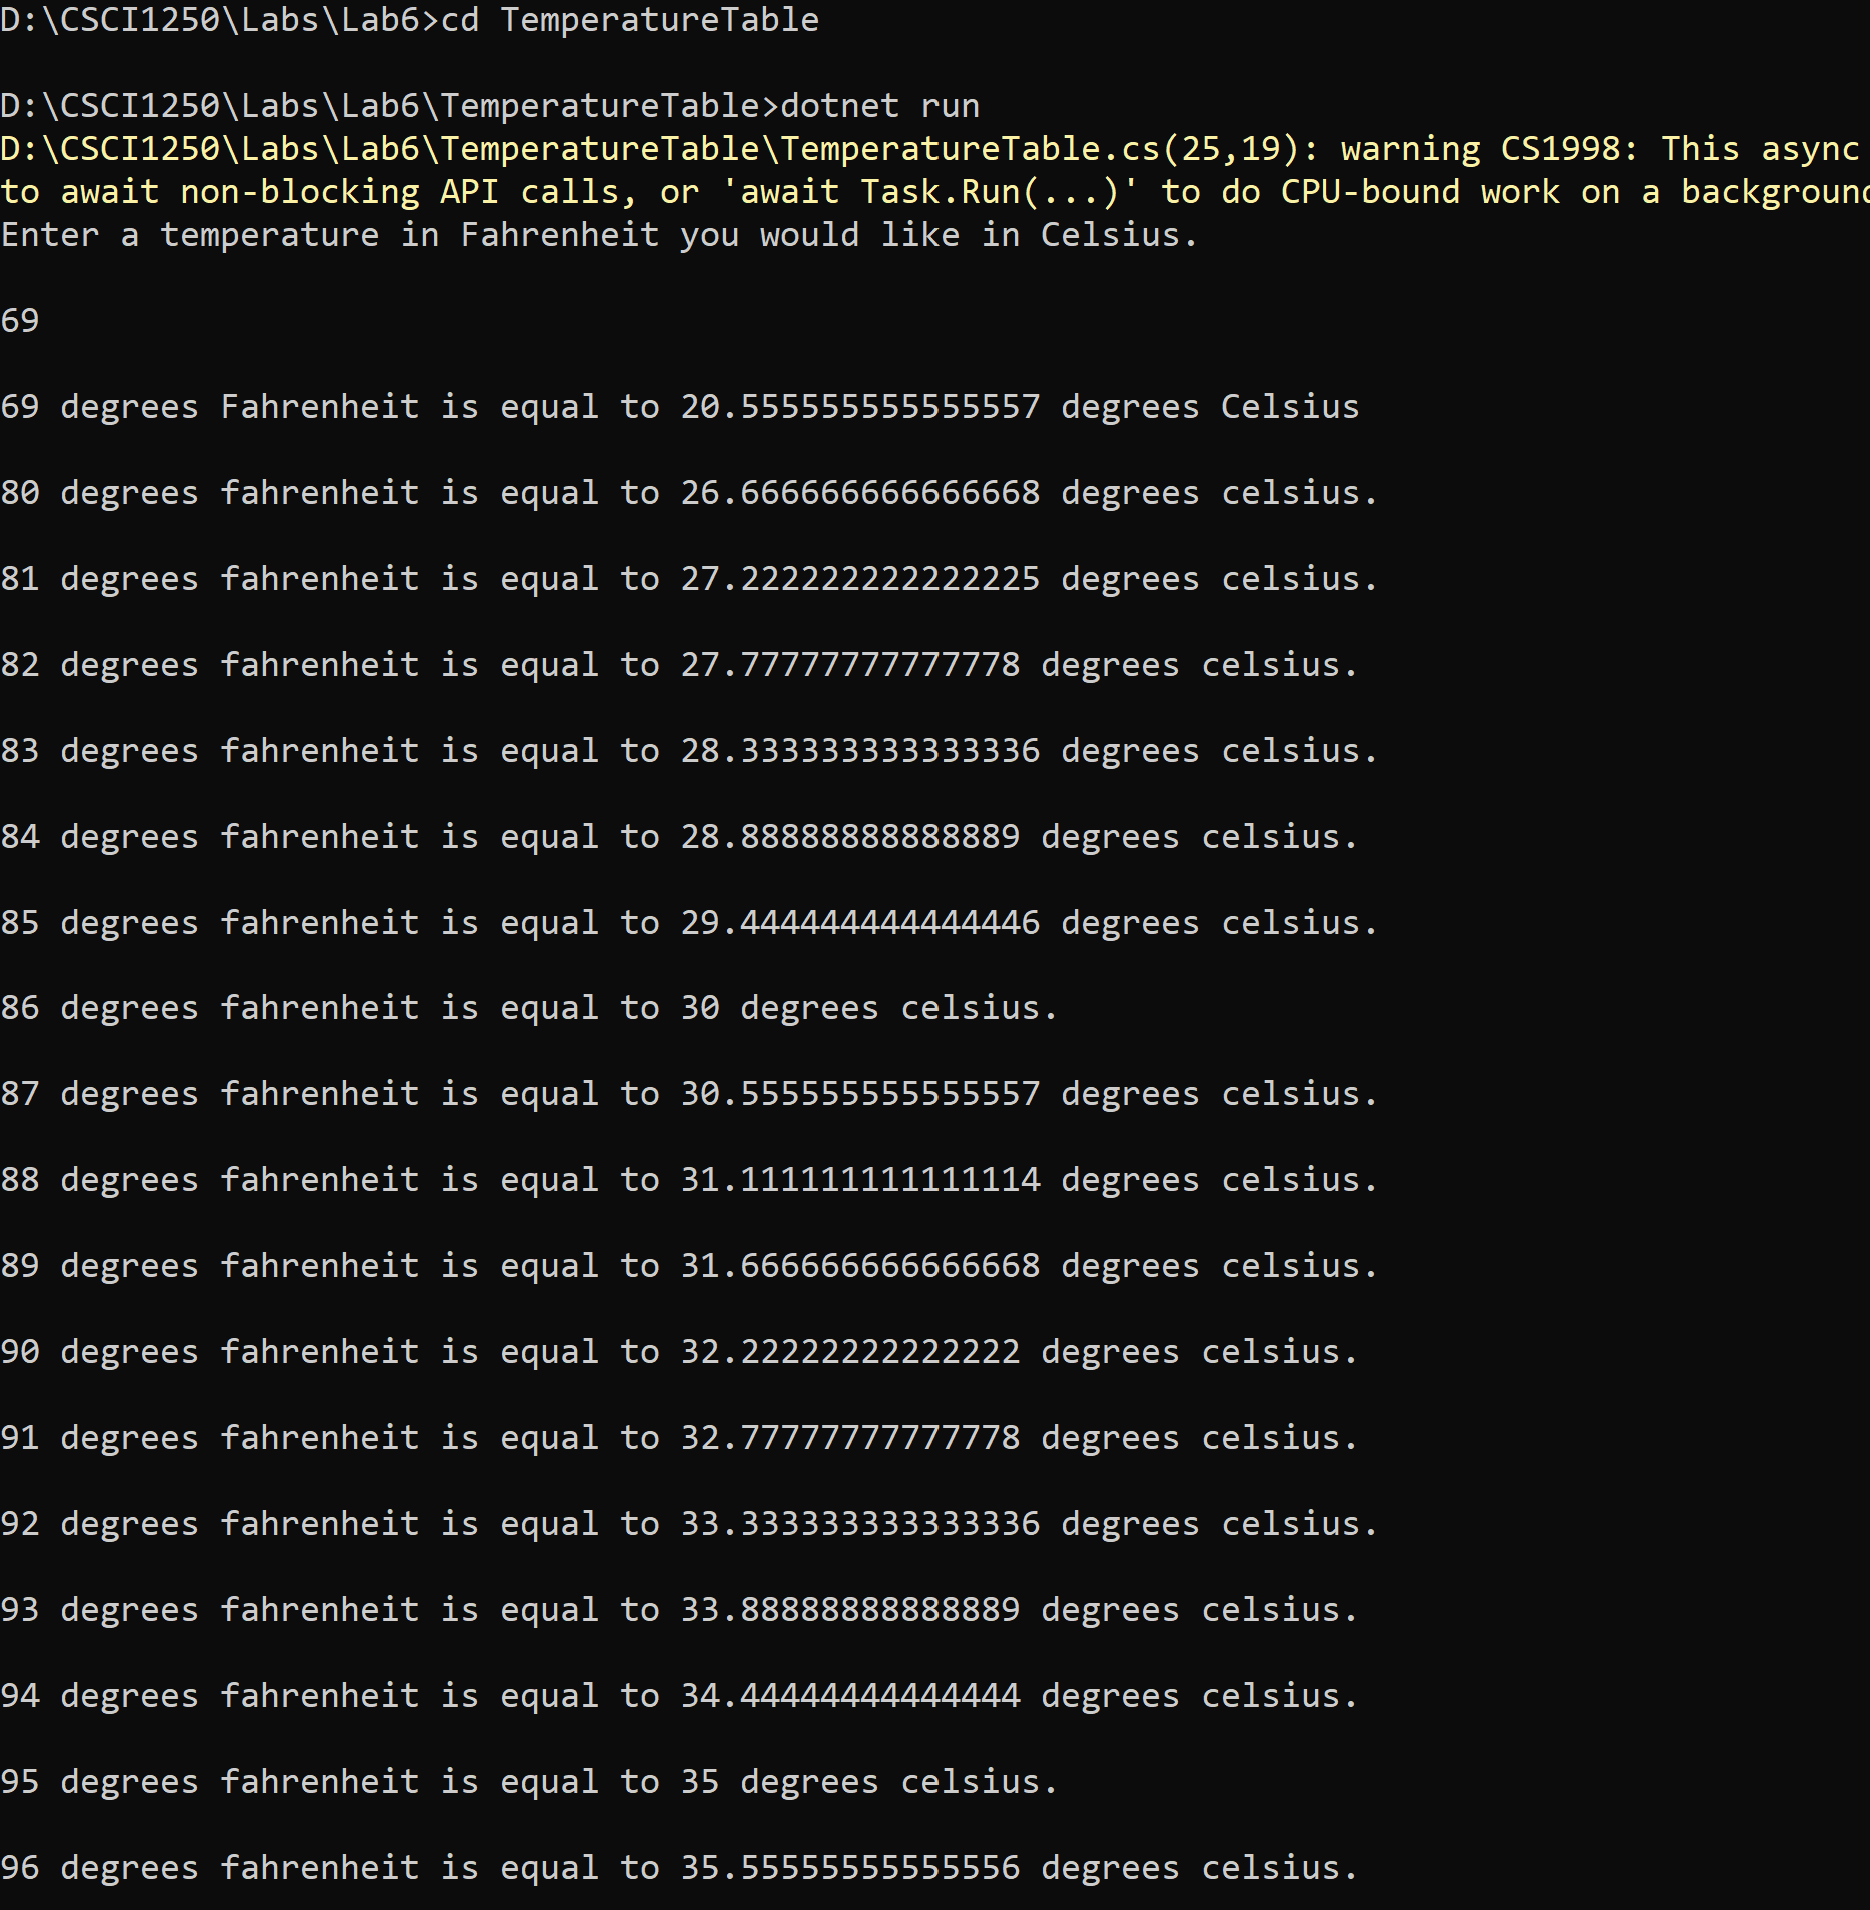 D:\CSCI1250\Labs\Lab6>cd TemperatureTable
D:\CSCI1250\Labs\Lab6\TemperatureTable>dotnet run
D:\CSCI1250\Labs\Lab6\TemperatureTable\TemperatureTable.cs(25,19): warning CS1998: This async
to await non-blocking API calls, or 'await Task.Run(...)' to do CPU-bound work on a background
Enter a temperature in Fahrenheit you would like in Celsius.
69
69 degrees Fahrenheit is equal to 20.555555555555557 degrees Celsius
80 degrees fahrenheit is equal to 26.666666666666668 degrees celsius.
81 degrees fahrenheit is equal to 27.222222222222225 degrees celsius.
82 degrees fahrenheit is equal to 27.77777777777778 degrees celsius.
83 degrees fahrenheit is equal to 28.333333333333336 degrees celsius.
84 degrees fahrenheit is equal to 28.88888888888889 degrees celsius.
85 degrees fahrenheit is equal to 29.444444444444446 degrees celsius.
86 degrees fahrenheit is equal to 30 degrees celsius.
87 degrees fahrenheit is equal to 30.555555555555557 degrees celsius.
88 degrees fahrenheit is equal to 31.111111111111114 degrees celsius.
89 degrees fahrenheit is equal to 31.666666666666668 degrees celsius.
90 degrees fahrenheit is equal to 32.22222222222222 degrees celsius.
91 degrees fahrenheit is equal to 32.77777777777778 degrees celsius.
92 degrees fahrenheit is equal to 33.333333333333336 degrees celsius.
93 degrees fahrenheit is equal to 33.88888888888889 degrees celsius.
94 degrees fahrenheit is equal to 34.44444444444444 degrees celsius.
95 degrees fahrenheit is equal to 35 degrees celsius.
96 degrees fahrenheit is equal to 35.55555555555556 degrees celsius.